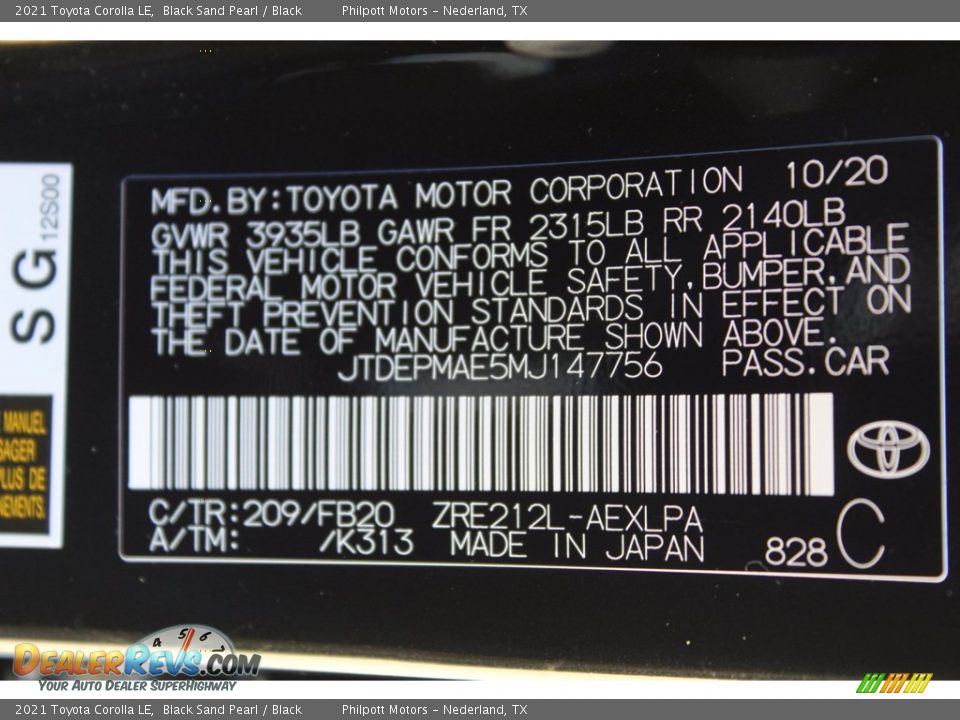 2021 Toyota Corolla LE, Black Sand Pearl / Black Philpott Motors - Nederland, TX
SG 12S00
MANUEL
SAGER
PLUS DE
NEMENTS.
MFD. BY: TOYOTA MOTOR CORPORATION 10/20
GVWR 3935LB GAWR FR 2315LB RR 2140LB
THIS VEHICLE CONFORMS TO ALL APPLICABLE
FEDERAL MOTOR VEHICLE SAFETY, BUMPER, AND
THEFT PREVENTION STANDARDS IN EFFECT ON
THE DATE OF MANUFACTURE SHOWN ABOVE.
JTDEPMAE5MJ147756 PASS. CAR
C/TR: 209/FB20 ZRE212L-AEXLPA
A/TM: /K313 MADE IN JAPAN 828 C
4 5 6
DEALERREVS.COM
YOUR AUTO DEALER SUPERHIGHWAY
2021 Toyota Corolla LE, Black Sand Pearl / Black Philpott Motors - Nederland, TX